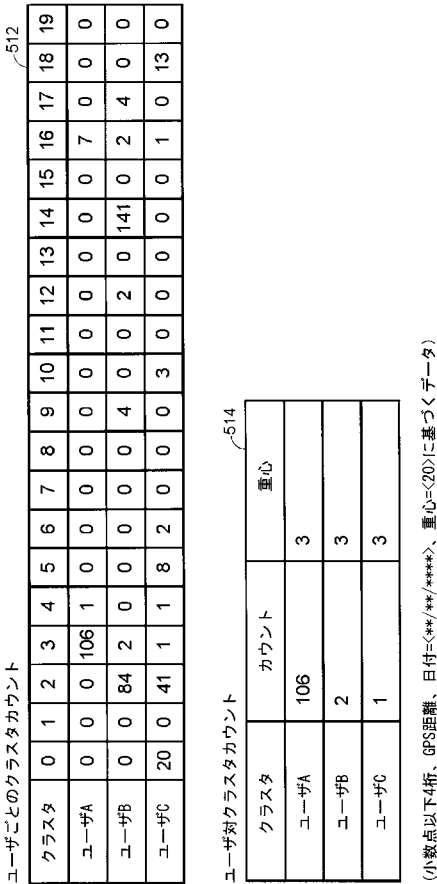 ユーザごとのクラスタカウント
512
クラスタ 0 1 2 3 4 5 6 7 8 9 10 11 12 13 14 15 16 17 18 19
ユーザA 0 0 0 106 1 0 0 0 0 0 0 0 0 0 0 0 7 0 0 0
ユーザB 0 0 84 2 0 0 0 0 0 4 0 0 2 0 141 0 2 4 0 0
ユーザC 20 0 41 1 1 8 2 0 0 0 3 0 0 0 0 0 1 0 13 0
ユーザ対クラスタカウント
514
クラスタ カウント 重心
ユーザA 106 3
ユーザB 2 3
ユーザC 1 3
(小数点以下4桁、GPS距離、日付=<**/**/****>、重心=<20>に基づくデータ)